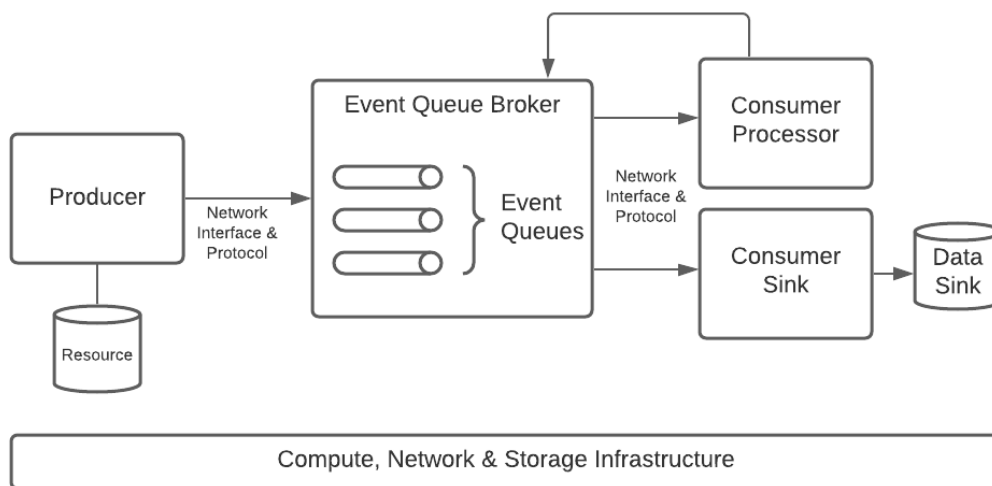 Producer
Resource
Network
Interface &
Protocol
Event Queue Broker
Event
Queues
Network
Interface &
Protocol
Consumer
Processor
Consumer
Sink
Data
Sink
Compute, Network & Storage Infrastructure